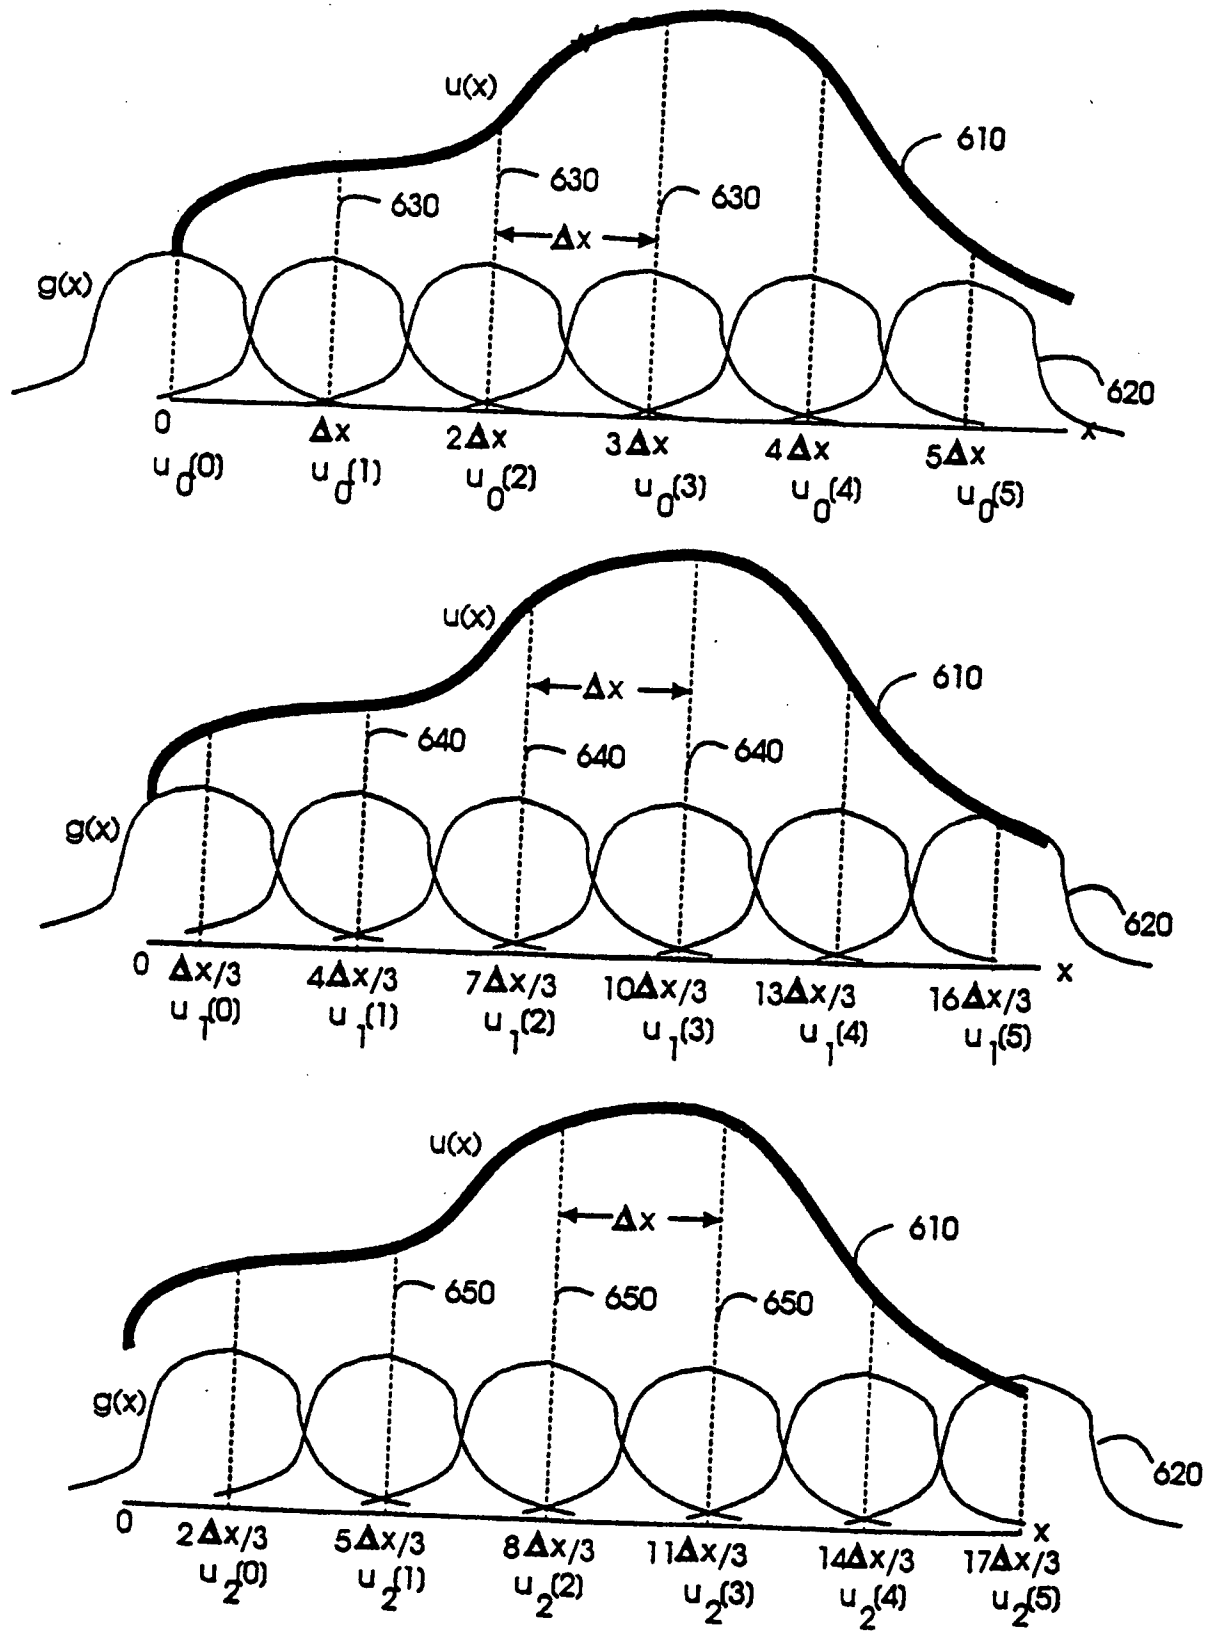 u(x)
610
630
630
630
Δx
g(x)
620
0 Δx 2Δx 3Δx 4Δx 5Δx x
u0(0) u0(1) u0(2) u0(3) u0(4) u0(5)
u(x)
610
Δx
640
640
640
g(x)
620
0 Δx/3 4Δx/3 7Δx/3 10Δx/3 13Δx/3 16Δx/3 x
u1(0) u1(1) u1(2) u1(3) u1(4) u1(5)
u(x)
Δx
610
650
650
650
g(x)
620
0 2Δx/3 5Δx/3 8Δx/3 11Δx/3 14Δx/3 17Δx/3 x
u2(0) u2(1) u2(2) u2(3) u2(4) u2(5)